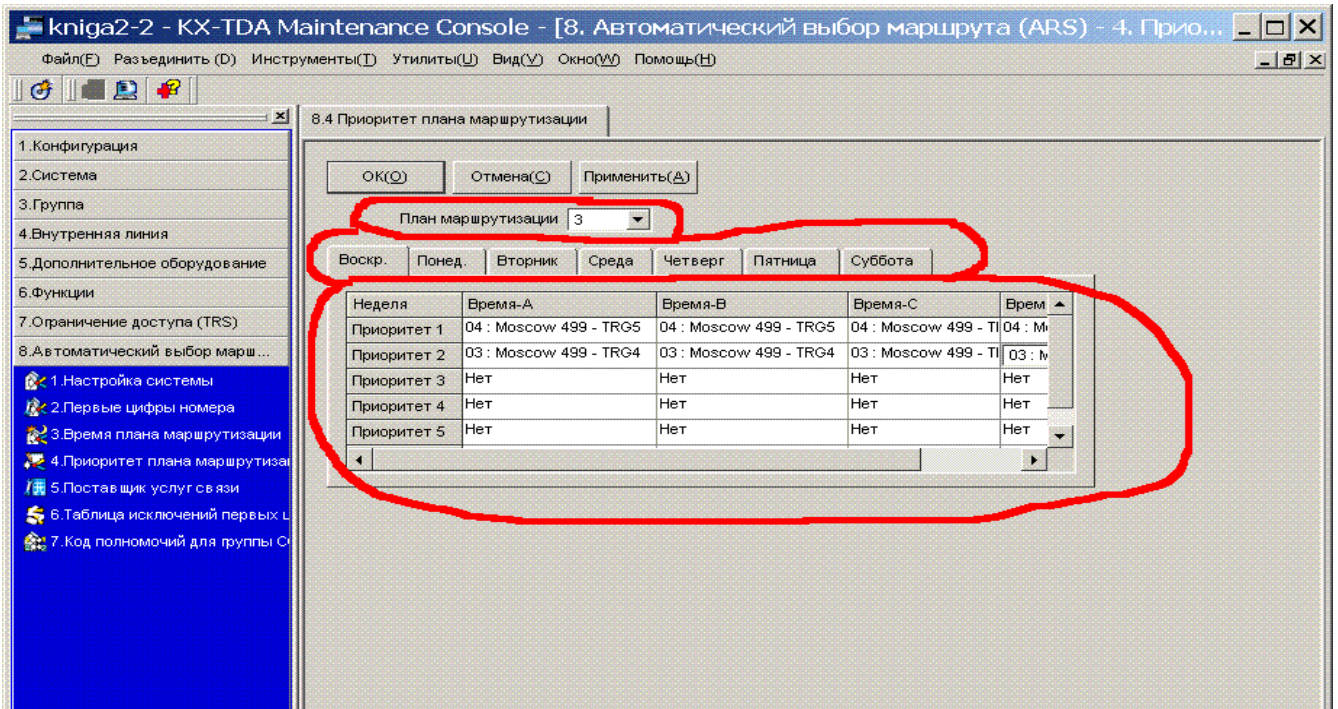 kniga2-2 - KX-TDA Maintenance Console - [8. Автоматический выбор маршрута (ARS) - 4. Прио...
Файл(F) Разъединить (D) Инструменты(T) Утилиты(U) Вид(V) Окно(W) Помощь(H)
8.4 Приоритет плана маршрутизации
1.Конфигурация
2.Система
3.Группа
4.Внутренняя линия
5.Дополнительное оборудование
6.Функции
7.Ограничение доступа (TRS)
8.Автоматический выбор марш...
1.Настройка системы
2.Первые цифры номера
3.Время плана маршрутизации
4.Приоритет плана маршрутиза
5.Поставщик услуг связи
6.Таблица исключений первых ц
7.Код полномочий для группы С
ОК(O) Отмена(C) Применить(A)
План маршрутизации 3
Воскр. Понед. Вторник Среда Четверг Пятница Суббота
Неделя Время-A Время-B Время-C Врем
Приоритет 1 04 : Moscow 499 - TRG5 04 : Moscow 499 - TRG5 04 : Moscow 499 - TI 04 : M
Приоритет 2 03 : Moscow 499 - TRG4 03 : Moscow 499 - TRG4 03 : Moscow 499 - TI 03 : M
Приоритет 3 Нет Нет Нет Нет
Приоритет 4 Нет Нет Нет Нет
Приоритет 5 Нет Нет Нет Нет